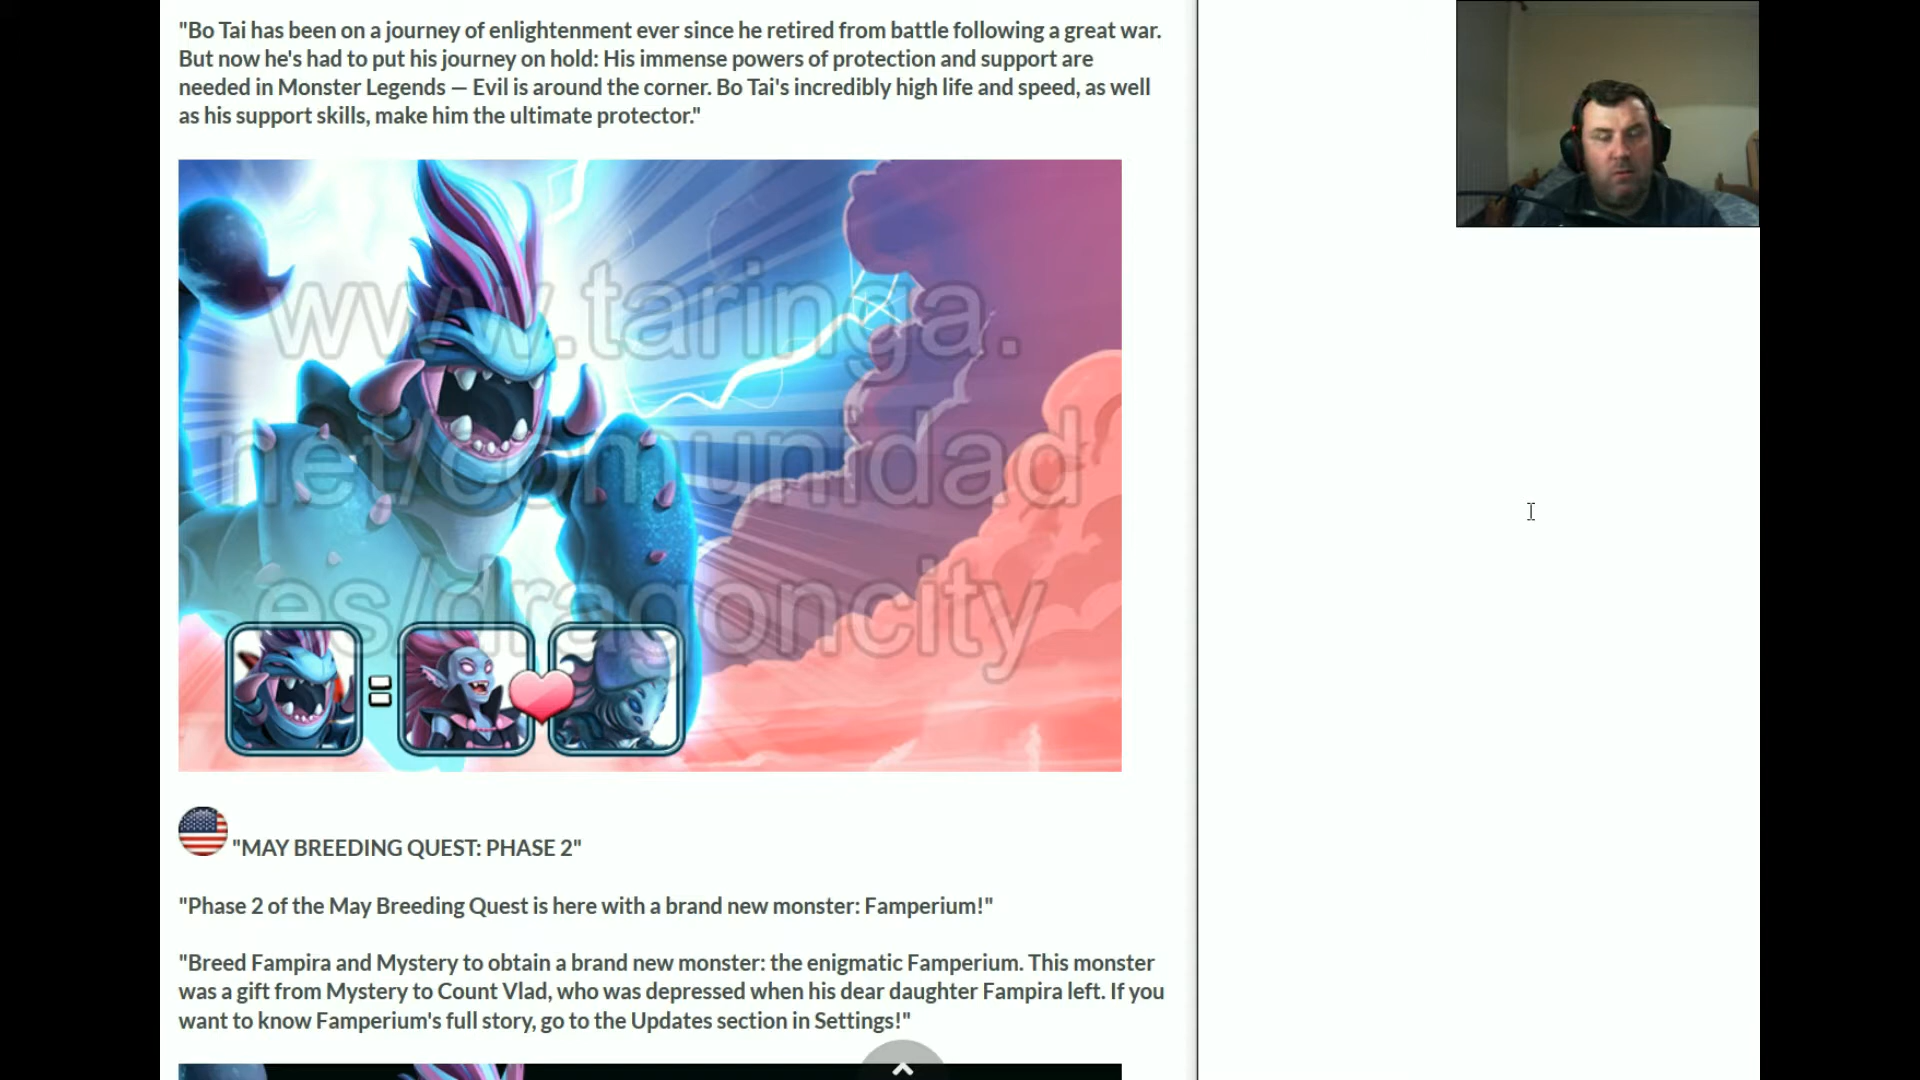 "Bo Tai has been on a journey of enlightenment ever since he retired from battle following a great war.
But now he's had to put his journey on hold: His immense powers of protection and support are
needed in Monster Legends — Evil is around the corner. Bo Tai's incredibly high life and speed, as well
as his support skills, make him the ultimate protector."
www.taringa.
net/comunidad
es/dragoncity
"MAY BREEDING QUEST: PHASE 2"
"Phase 2 of the May Breeding Quest is here with a brand new monster: Famperium!"
"Breed Fampira and Mystery to obtain a brand new monster: the enigmatic Famperium. This monster
was a gift from Mystery to Count Vlad, who was depressed when his dear daughter Fampira left. If you
want to know Famperium's full story, go to the Updates section in Settings!"